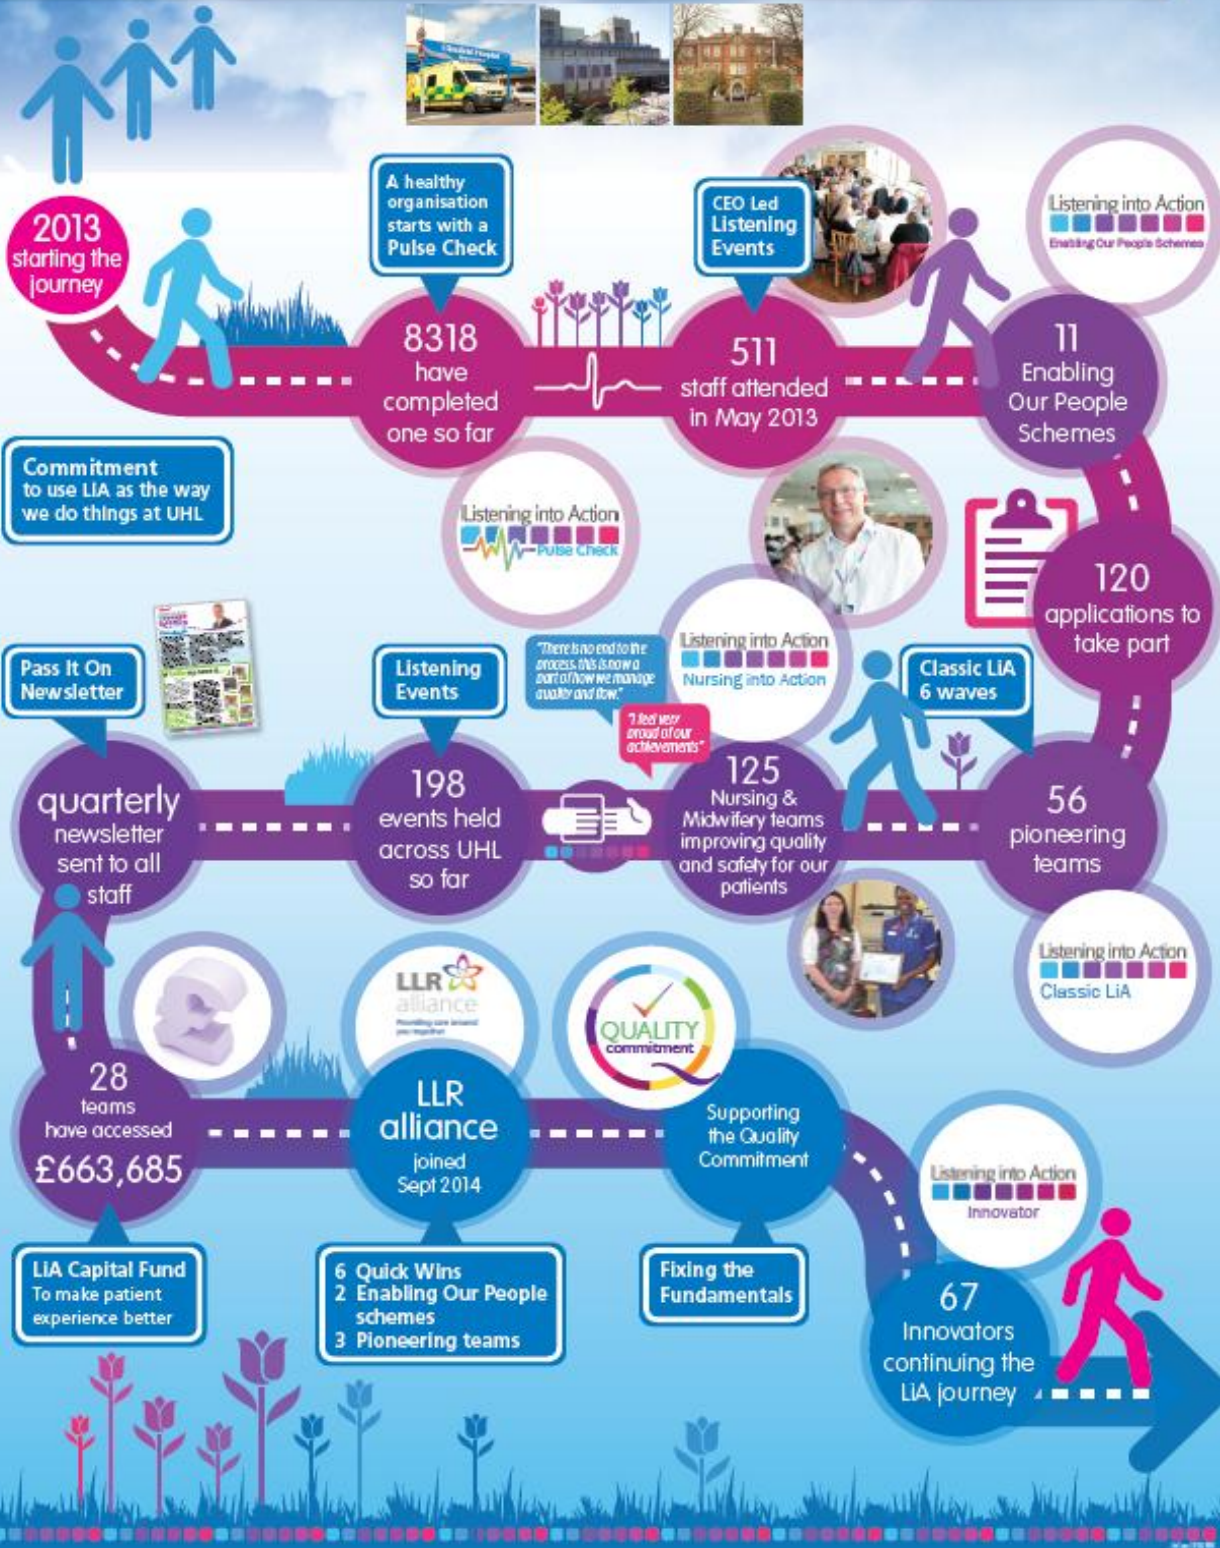 2013
starting the
journey
A healthy
organisation
starts with a
Pulse Check
8318
have
completed
one so far
CEO Led
Listening
Events
511
staff attended
in May 2013
Listening into Action
Enabling Our People Schemes
11
Enabling
Our People
Schemes
Commitment
to use LiA as the way
we do things at UHL
Listening into Action
Pulse Check
120
applications to
take part
Pass It On
Newsletter
Listening
Events
"There is no end to the
process, this is now a
part of how we manage
quality and flow."
"I feel very
proud of our
achievements"
Listening into Action
Nursing into Action
Classic LiA
6 waves
quarterly
newsletter
sent to all
staff
198
events held
across UHL
so far
125
Nursing &
Midwifery teams
improving quality
and safety for our
patients
56
pioneering
teams
Listening into Action
Classic LiA
LLR
alliance
QUALITY
commitment
28
teams
have accessed
£663,685
LLR
alliance
joined
Sept 2014
Supporting
the Quality
Commitment
Listening into Action
Innovator
LiA Capital Fund
To make patient
experience better
6 Quick Wins
2 Enabling Our People
schemes
3 Pioneering teams
Fixing the
Fundamentals
67
Innovators
continuing the
LiA journey